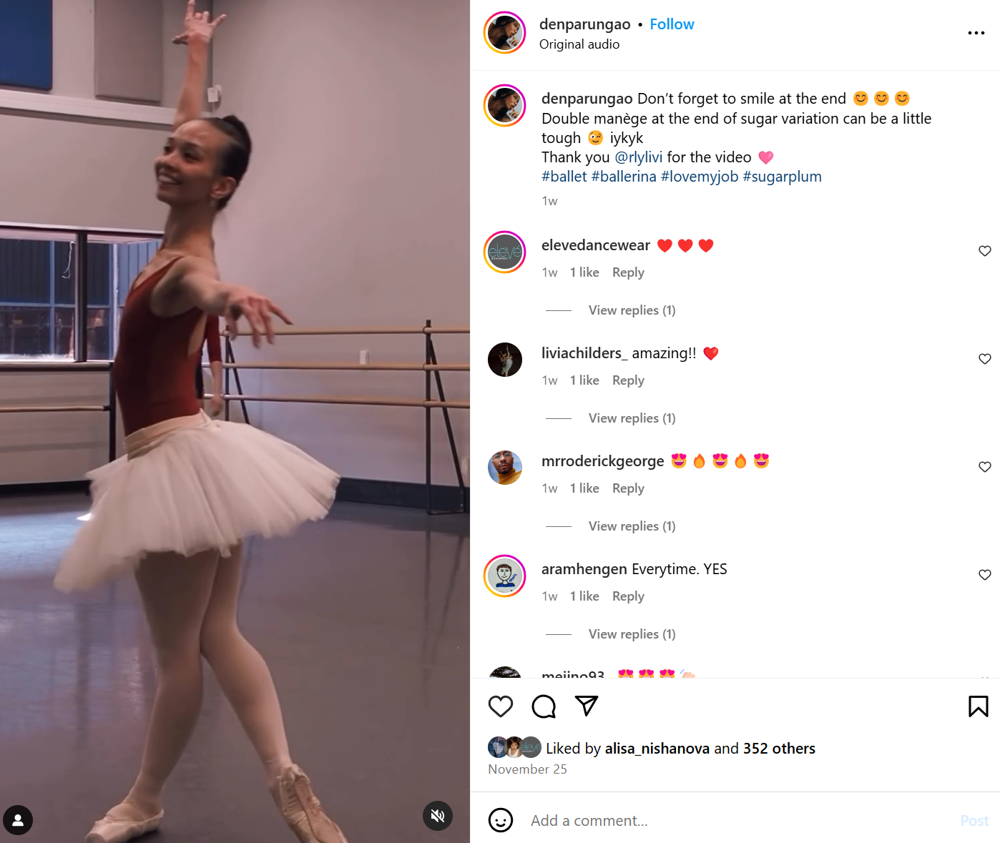 denparungao • Follow
Original audio
denparungao Don’t forget to smile at the end 😊 😊 😊
Double manège at the end of sugar variation can be a little
tough 😉 iykyk
Thank you @rlylivi for the video 🩷
#ballet #ballerina #lovemyjob #sugarplum
1w
elevé
dancewear
elevedancewear ❤️ ❤️ ❤️
1w 1 like Reply
View replies (1)
liviachilders_ amazing!! ❤️
1w 1 like Reply
View replies (1)
mrroderickgeorge 😍 🔥 😍 🔥 😍
1w 1 like Reply
View replies (1)
aramhengen Everytime. YES
1w 1 like Reply
View replies (1)
Liked by alisa_nishanova and 352 others
November 25
Add a comment...
Post